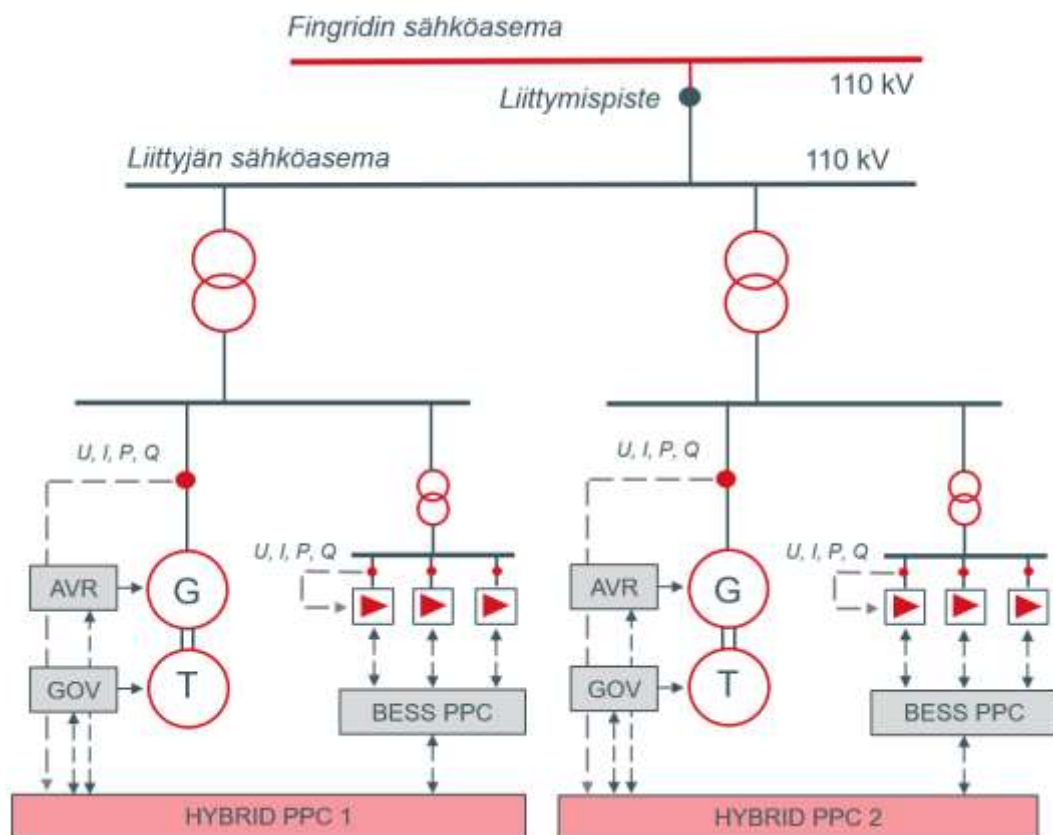 Fingridin sähköasema
110 kV
Liittymispiste
Liittyjän sähköasema
110 kV
U, I, P, Q
U, I, P, Q
U, I, P, Q
U, I, P, Q
AVR
G
AVR
G
GOV
T
GOV
T
BESS PPC
BESS PPC
HYBRID PPC 1
HYBRID PPC 2